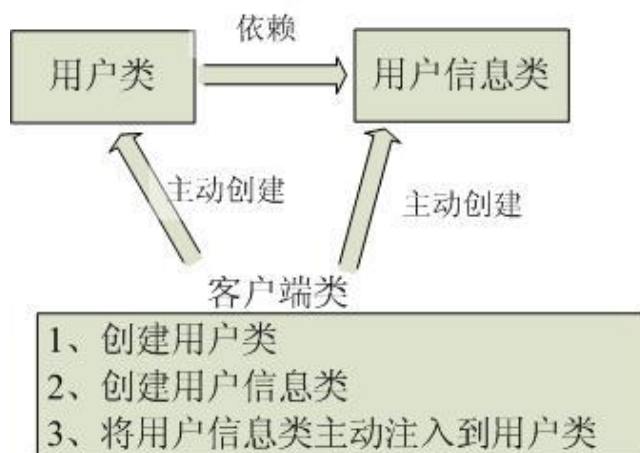 依赖
用户类
用户信息类
主动创建
主动创建
客户端类
1、创建用户类
2、创建用户信息类
3、将用户信息类主动注入到用户类